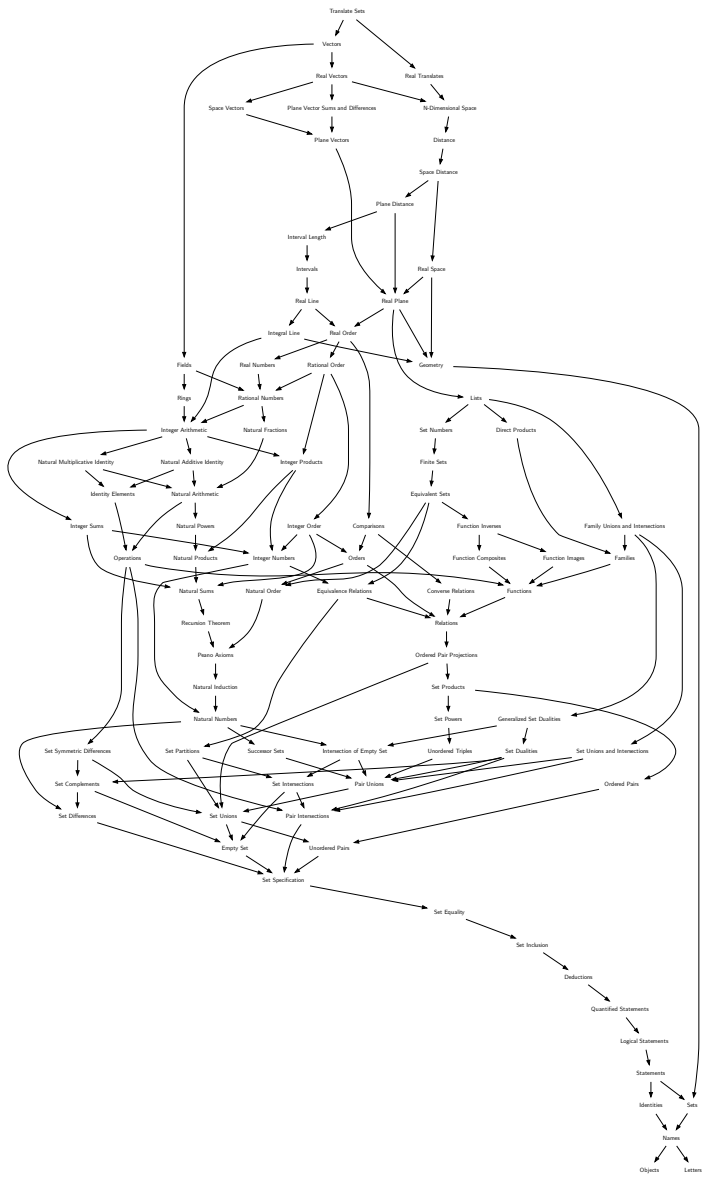 Translate Sets
Vectors
Real Vectors
Real Translates
Space Vectors
Plane Vector Sums and Differences
N-Dimensional Space
Plane Vectors
Distance
Space Distance
Plane Distance
Interval Length
Intervals
Real Space
Real Line
Real Plane
Integral Line
Real Order
Fields
Real Numbers
Rational Order
Geometry
Rings
Rational Numbers
Lists
Integer Arithmetic
Natural Fractions
Set Numbers
Direct Products
Natural Multiplicative Identity
Natural Additive Identity
Integer Products
Finite Sets
Identity Elements
Natural Arithmetic
Equivalent Sets
Integer Sums
Natural Powers
Integer Order
Comparisons
Function Inverses
Family Unions and Intersections
Operations
Natural Products
Integer Numbers
Orders
Function Composites
Function Images
Families
Natural Sums
Natural Order
Equivalence Relations
Converse Relations
Functions
Recursion Theorem
Relations
Peano Axioms
Ordered Pair Projections
Natural Induction
Set Products
Natural Numbers
Set Powers
Generalized Set Dualities
Set Symmetric Differences
Set Partitions
Successor Sets
Intersection of Empty Set
Unordered Triples
Set Dualities
Set Unions and Intersections
Set Complements
Set Intersections
Pair Unions
Ordered Pairs
Set Differences
Set Unions
Pair Intersections
Empty Set
Unordered Pairs
Set Specification
Set Equality
Set Inclusion
Deductions
Quantified Statements
Logical Statements
Statements
Identities
Sets
Names
Objects
Letters